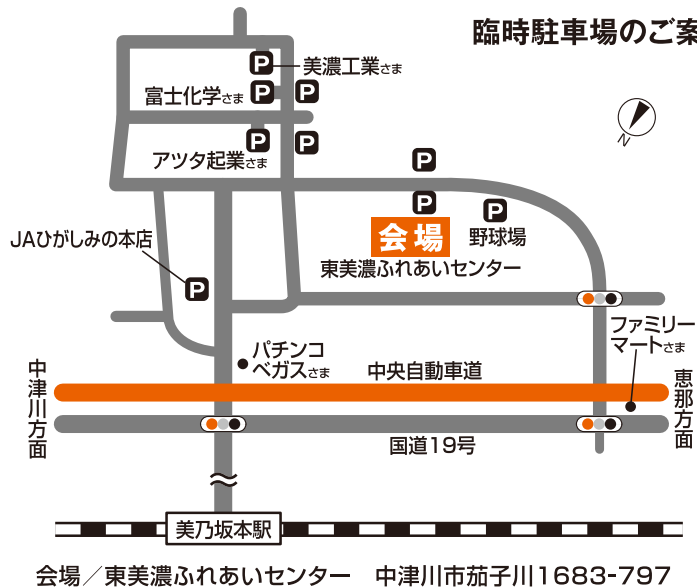 臨時駐車場のご案
P
美濃工業さま
富士化学さま
P
P
P
P
アツタ起業さま
N
P
P
P
会場
野球場
東美濃ふれあいセンター
JAひがしみの本店
P
ファミリー
マートさま
パチンコ
ベガスさま
中津川方面
中央自動車道
恵那方面
国道19号
美乃坂本駅
会場／東美濃ふれあいセンター 中津川市茄子川1683-797